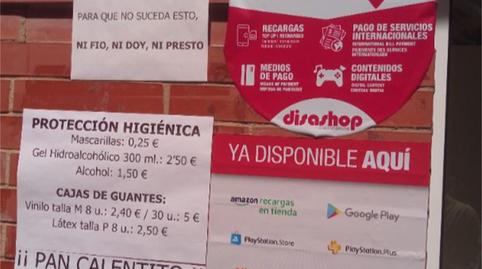 PARA QUE NO SUCEDA ESTO,
NI FIO, NI DOY, NI PRESTO
PROTECCIÓN HIGIÉNICA
Mascarillas: 0,25 €
Gel Hidroalcohólico 300 ml.: 2'50 €
Alcohol: 1,50 €
CAJAS DE GUANTES:
Vinilo talla M 8 u.: 2,40 € / 30 u.: 5 €
Látex talla P 8 u.: 2,50 €
¡¡ PAN CALENTITO
RECARGAS
PAGO DE SERVICIOS
INTERNACIONALES
MEDIOS
DE PAGO
CONTENIDOS
DIGITALES
disashop
YA DISPONIBLE AQUÍ
amazon recargas
en tienda
Google Play
PlayStation.Store
PlayStation.Plus